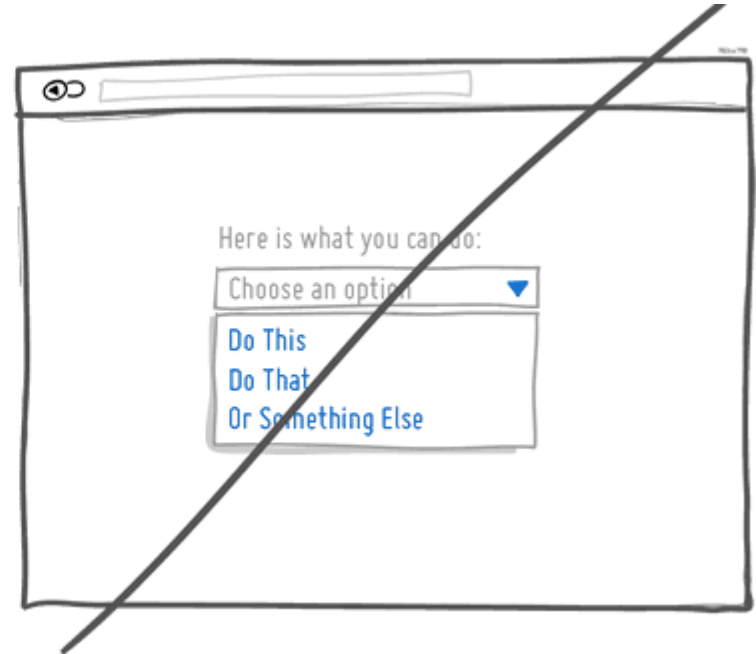 Here is what you can do:
Choose an option
Do This
Do That
Or Something Else